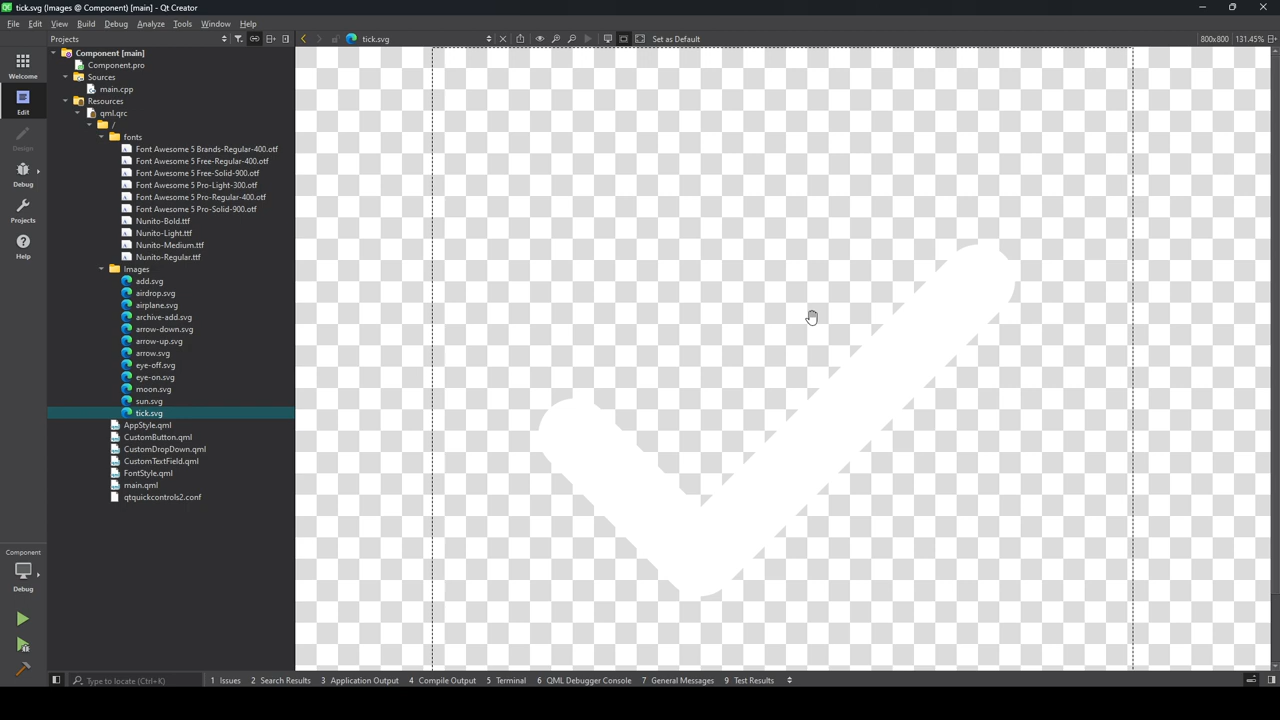 tick.svg (Images @ Component) [main] - Qt Creator
File Edit View Build Debug Analyze Tools Window Help
Projects tick.svg Set as Default 800x800 131.45%
Component [main]
Component.pro
Sources
main.cpp
Resources
qml.qrc
/
fonts
Font Awesome 5 Brands-Regular-400.otf
Font Awesome 5 Free-Regular-400.otf
Font Awesome 5 Free-Solid-900.otf
Font Awesome 5 Pro-Light-300.otf
Font Awesome 5 Pro-Regular-400.otf
Font Awesome 5 Pro-Solid-900.otf
Nunito-Bold.ttf
Nunito-Light.ttf
Nunito-Medium.ttf
Nunito-Regular.ttf
Images
add.svg
airdrop.svg
airplane.svg
archive-add.svg
arrow-down.svg
arrow-up.svg
arrow.svg
eye-off.svg
eye-on.svg
moon.svg
sun.svg
tick.svg
AppStyle.qml
CustomButton.qml
CustomDropDown.qml
CustomTextField.qml
FontStyle.qml
main.qml
qtquickcontrols2.conf
Welcome
Edit
Design
Debug
Projects
Help
Component
Debug
Type to locate (Ctrl+K) 1 Issues 2 Search Results 3 Application Output 4 Compile Output 5 Terminal 6 QML Debugger Console 7 General Messages 9 Test Results